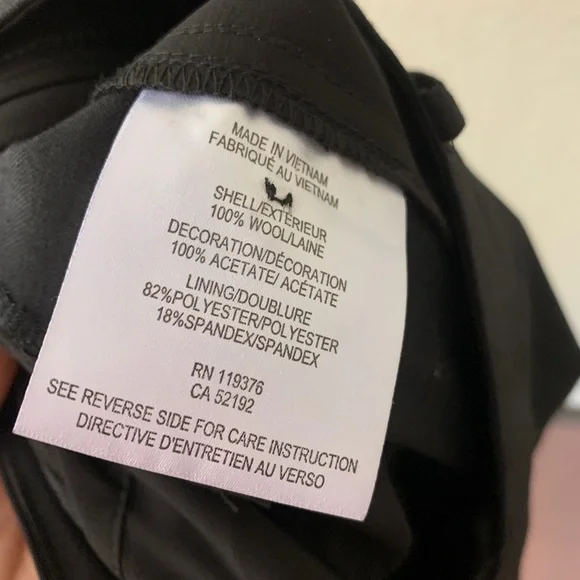 MADE IN VIETNAM
FABRIQUÉ AU VIETNAM
SHELL/EXTÉRIEUR
100% WOOL/LAINE
DECORATION/DÉCORATION
100% ACETATE/ ACÉTATE
LINING/DOUBLURE
82%POLYESTER/POLYESTER
18%SPANDEX/SPANDEX
RN 119376
CA 52192
SEE REVERSE SIDE FOR CARE INSTRUCTION
DIRECTIVE D'ENTRETIEN AU VERSO